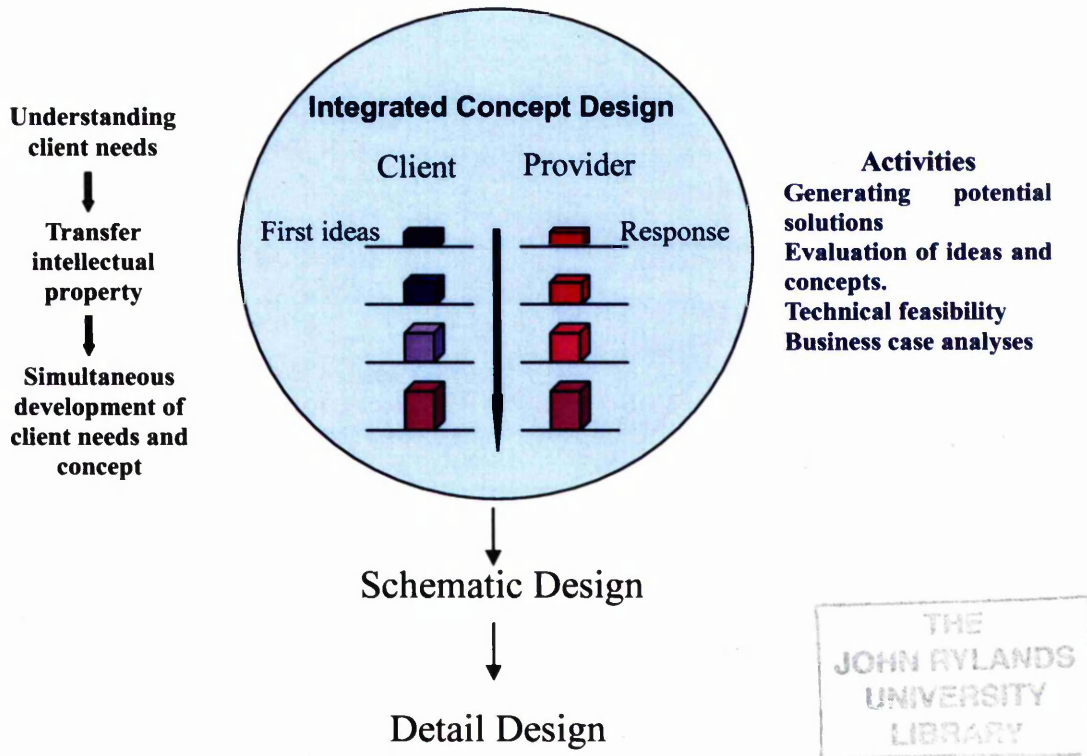 Understanding
client needs
Transfer
intellectual
property
Simultaneous
development of
client needs and
concept
Integrated Concept Design
Client Provider
First ideas Response
Activities
Generating potential
solutions
Evaluation of ideas and
concepts.
Technical feasibility
Business case analyses
Schematic Design
Detail Design
THE
JOHN RYLANDS
UNIVERSITY
LIBRARY